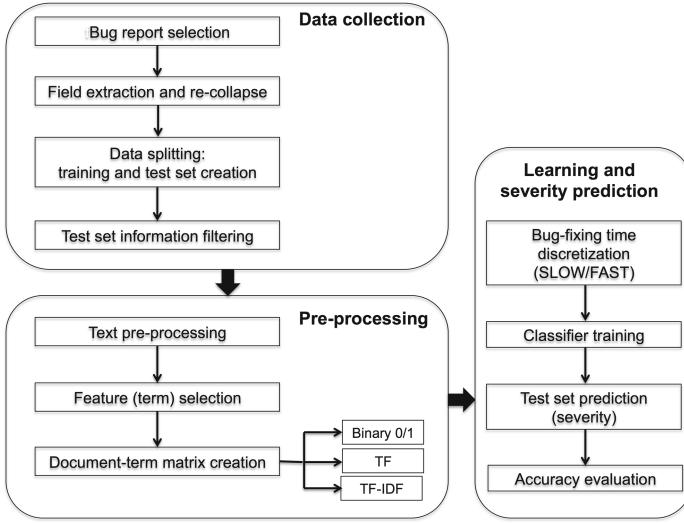 Data collection
Bug report selection
Field extraction and re-collapse
Data splitting:
training and test set creation
Test set information filtering
Pre-processing
Text pre-processing
Feature (term) selection
Document-term matrix creation
Binary 0/1
TF
TF-IDF
Learning and
severity prediction
Bug-fixing time
discretization
(SLOW/FAST)
Classifier training
Test set prediction
(severity)
Accuracy evaluation